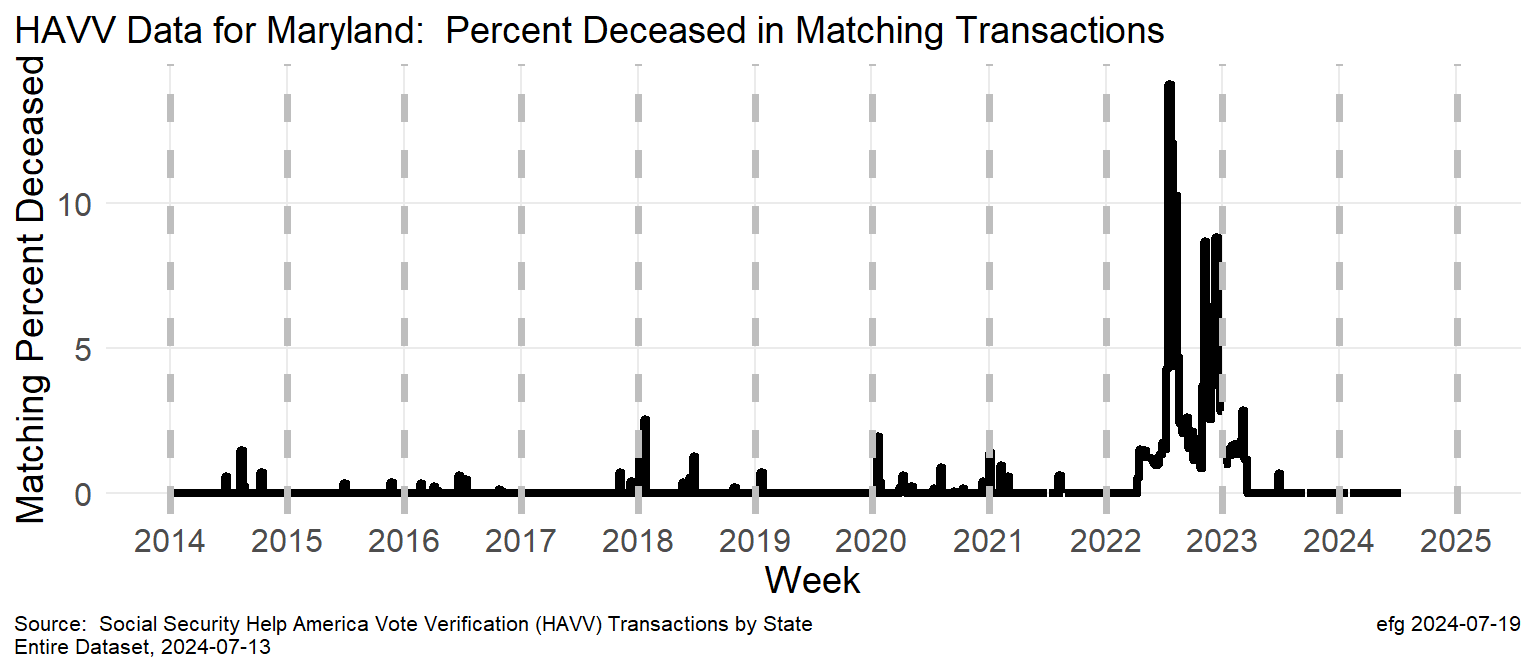 HAVV Data for Maryland:  Percent Deceased in Matching Transactions
Matching Percent Deceased
10
5
0
2014 2015 2016 2017 2018 2019 2020 2021 2022 2023 2024 2025
Week
Source:  Social Security Help America Vote Verification (HAVV) Transactions by State
Entire Dataset, 2024-07-13
efg 2024-07-19